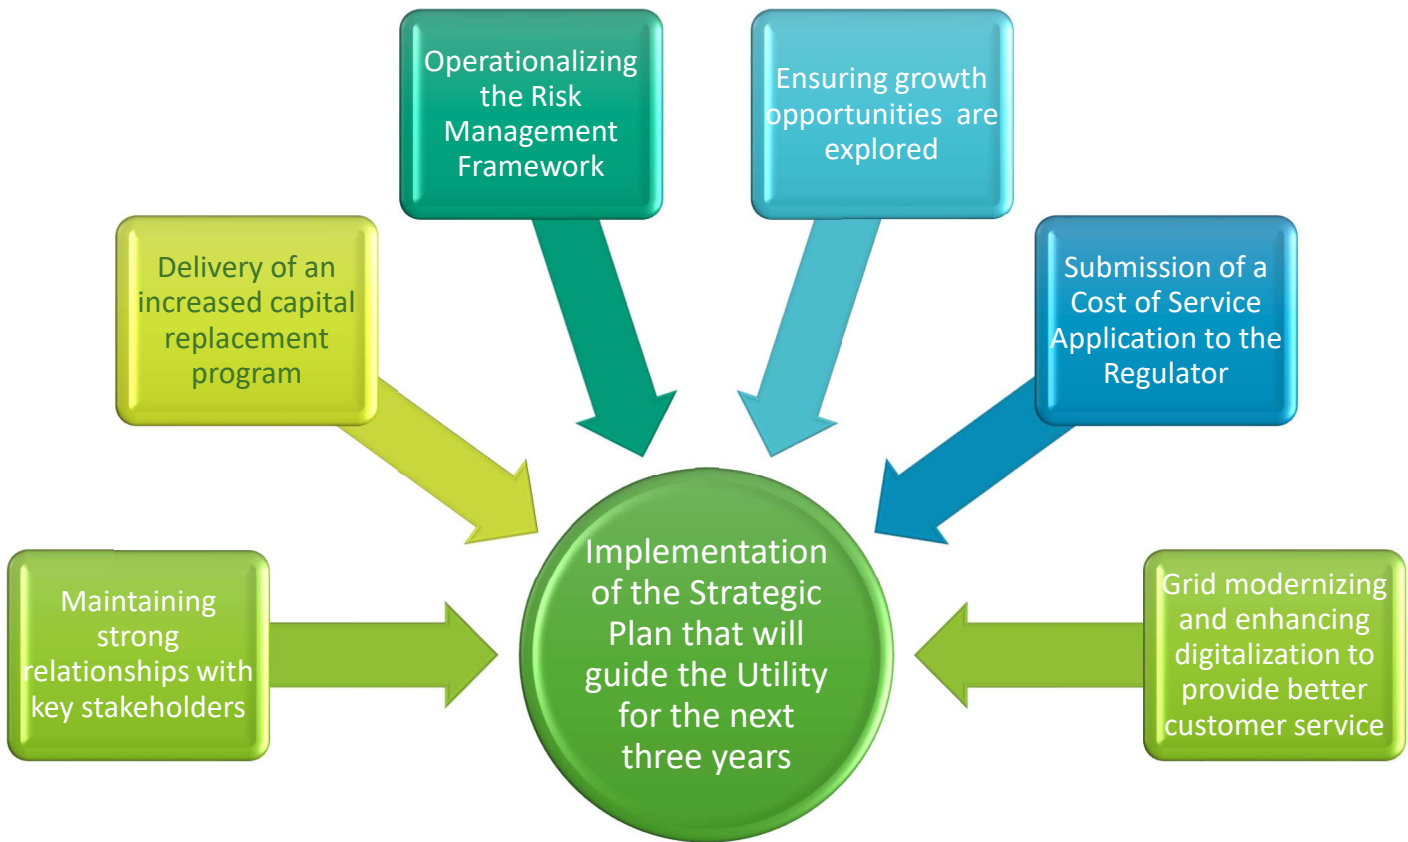 Operationalizing
the Risk
Management
Framework
Ensuring growth
opportunities  are
explored
Delivery of an
increased capital
replacement
program
Submission of a
Cost of Service
Application to the
Regulator
Maintaining
strong
relationships with
key stakeholders
Implementation
of the Strategic
Plan that will
guide the Utility
for the next
three years
Grid modernizing
and enhancing
digitalization to
provide better
customer service